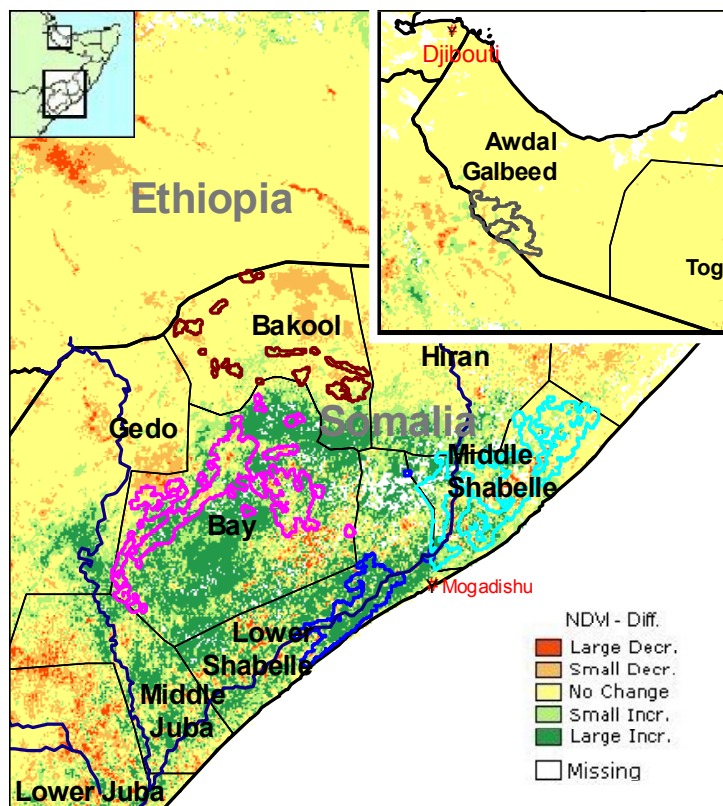 Djibouti
Awdal
Galbeed
Tog
Ethiopia
Bakool
Hiran
Somalia
Gedo
Middle
Shabelle
Bay
Mogadishu
Lower
Shabelle
Middle
Juba
Lower Juba
NDVI - Diff.
Large Decr.
Small Decr.
No Change
Small Incr.
Large Incr.
Missing